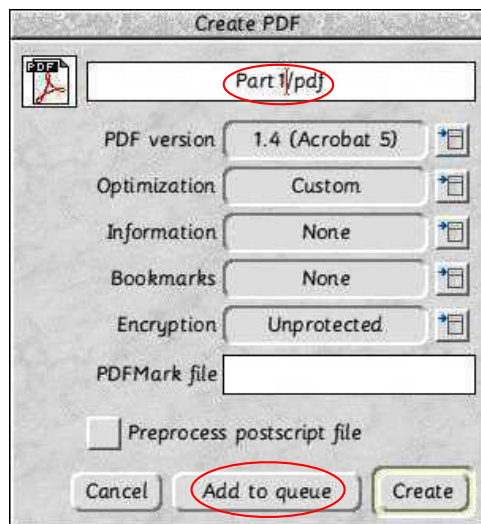 Create PDF
PDF
Part1/pdf
PDF version 1.4 (Acrobat 5)
Optimization Custom
Information None
Bookmarks None
Encryption Unprotected
PDFMark file
Preprocess postscript file
Cancel Add to queue Create